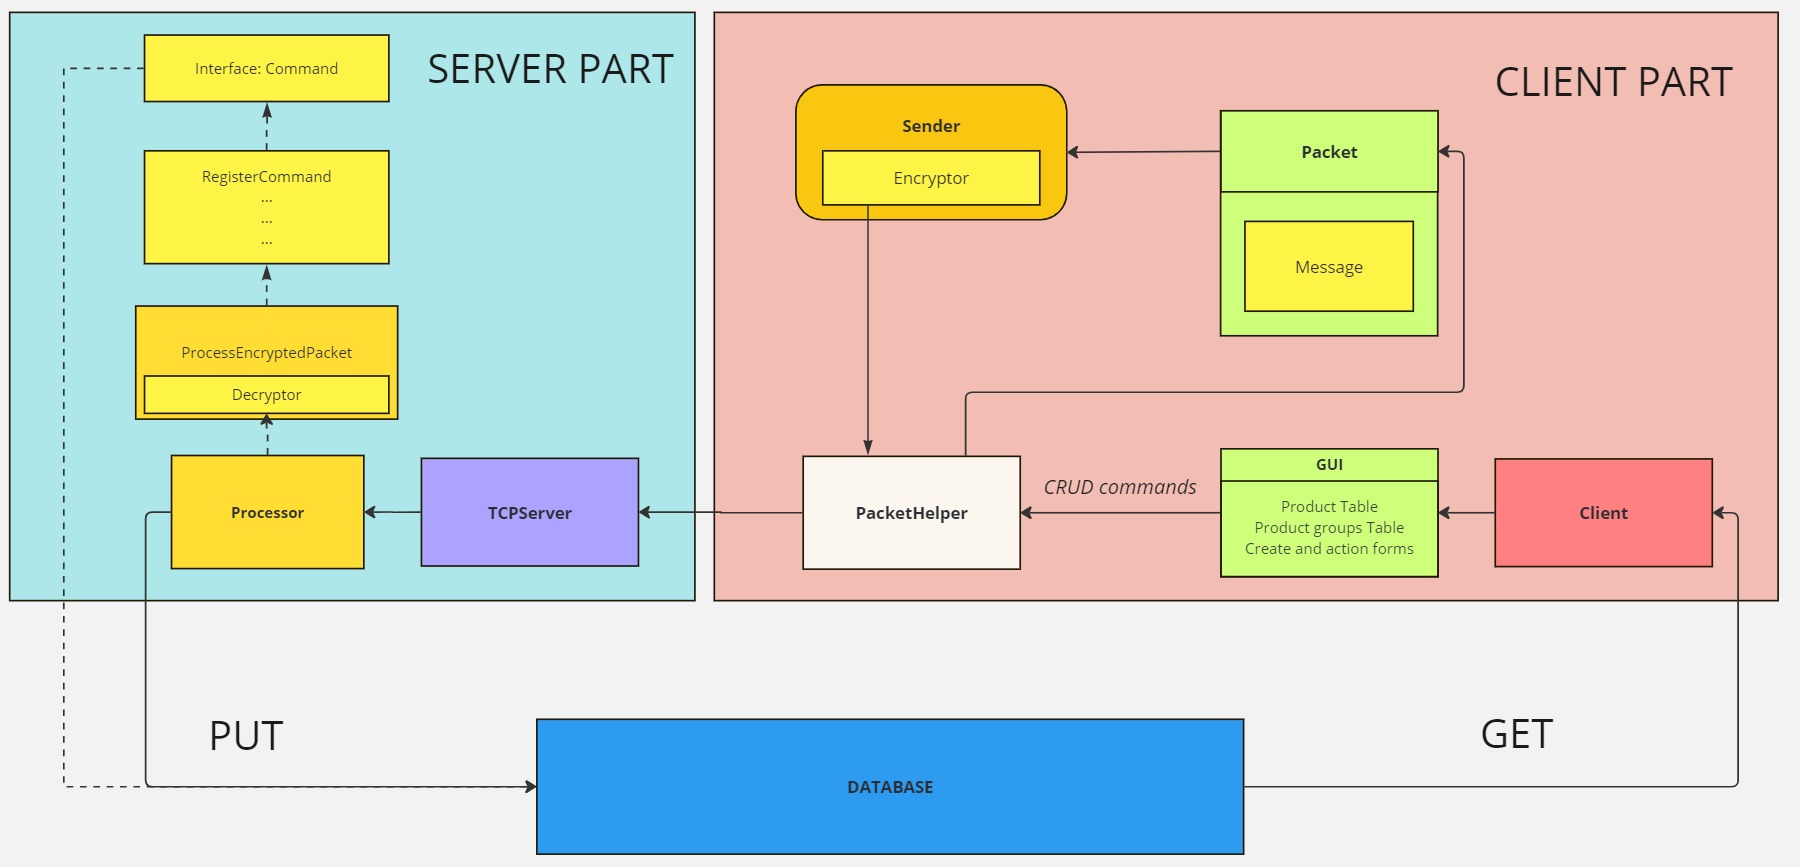 SERVER PART
Interface: Command
RegisterCommand
...
...
...
ProcessEncryptedPacket
Decryptor
Processor
TCPServer
CLIENT PART
Sender
Encryptor
Packet
Message
PacketHelper
CRUD commands
GUI
Product Table
Product groups Table
Create and action forms
Client
PUT
DATABASE
GET